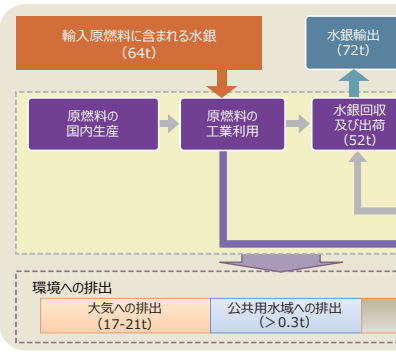 輸入原燃料に含まれる水銀
(64t)
水銀輸出
(72t)
原燃料の
国内生産
原燃料の
工業利用
水銀回収
及び出荷
(52t)
環境への排出
大気への排出
(17-21t)
公共用水域への排出
(＞0.3t)